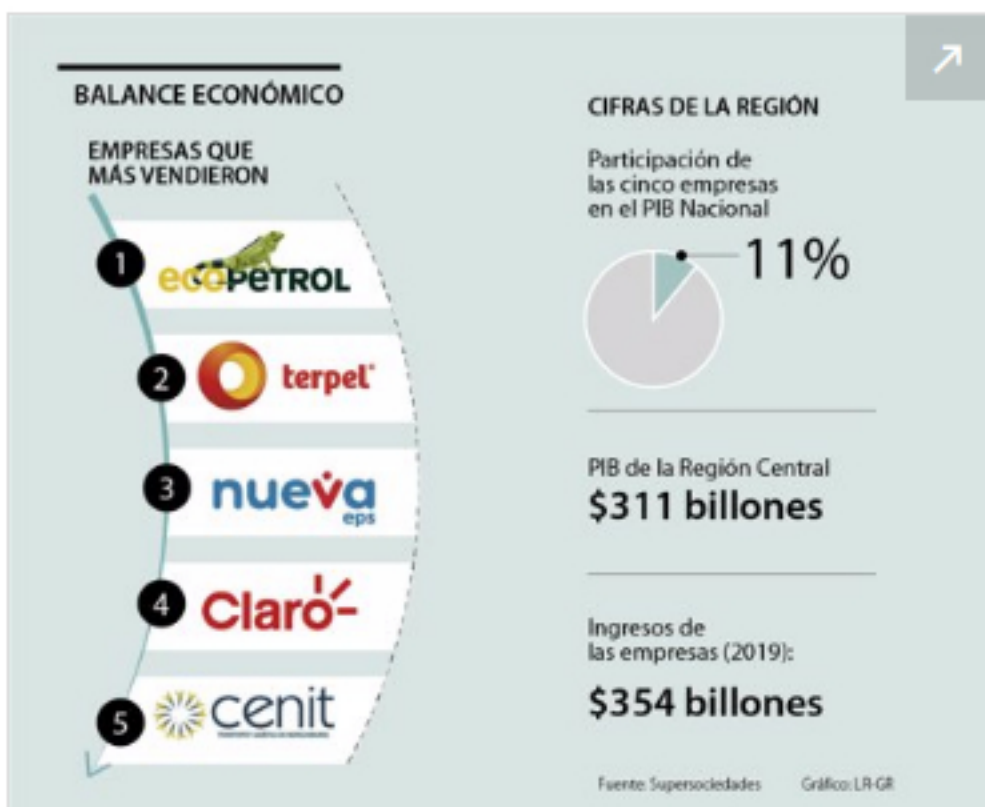 BALANCE ECONÓMICO
EMPRESAS QUE
MÁS VENDIERON
1
ecopetrol
2
terpel
3
nueva
eps
4
Claro
5
cenit
CIFRAS DE LA REGIÓN
Participación de
las cinco empresas
en el PIB Nacional
11%
PIB de la Región Central
$311 billones
Ingresos de
las empresas (2019):
$354 billones
Fuente: Supersociedades Gráfico: LR-GR